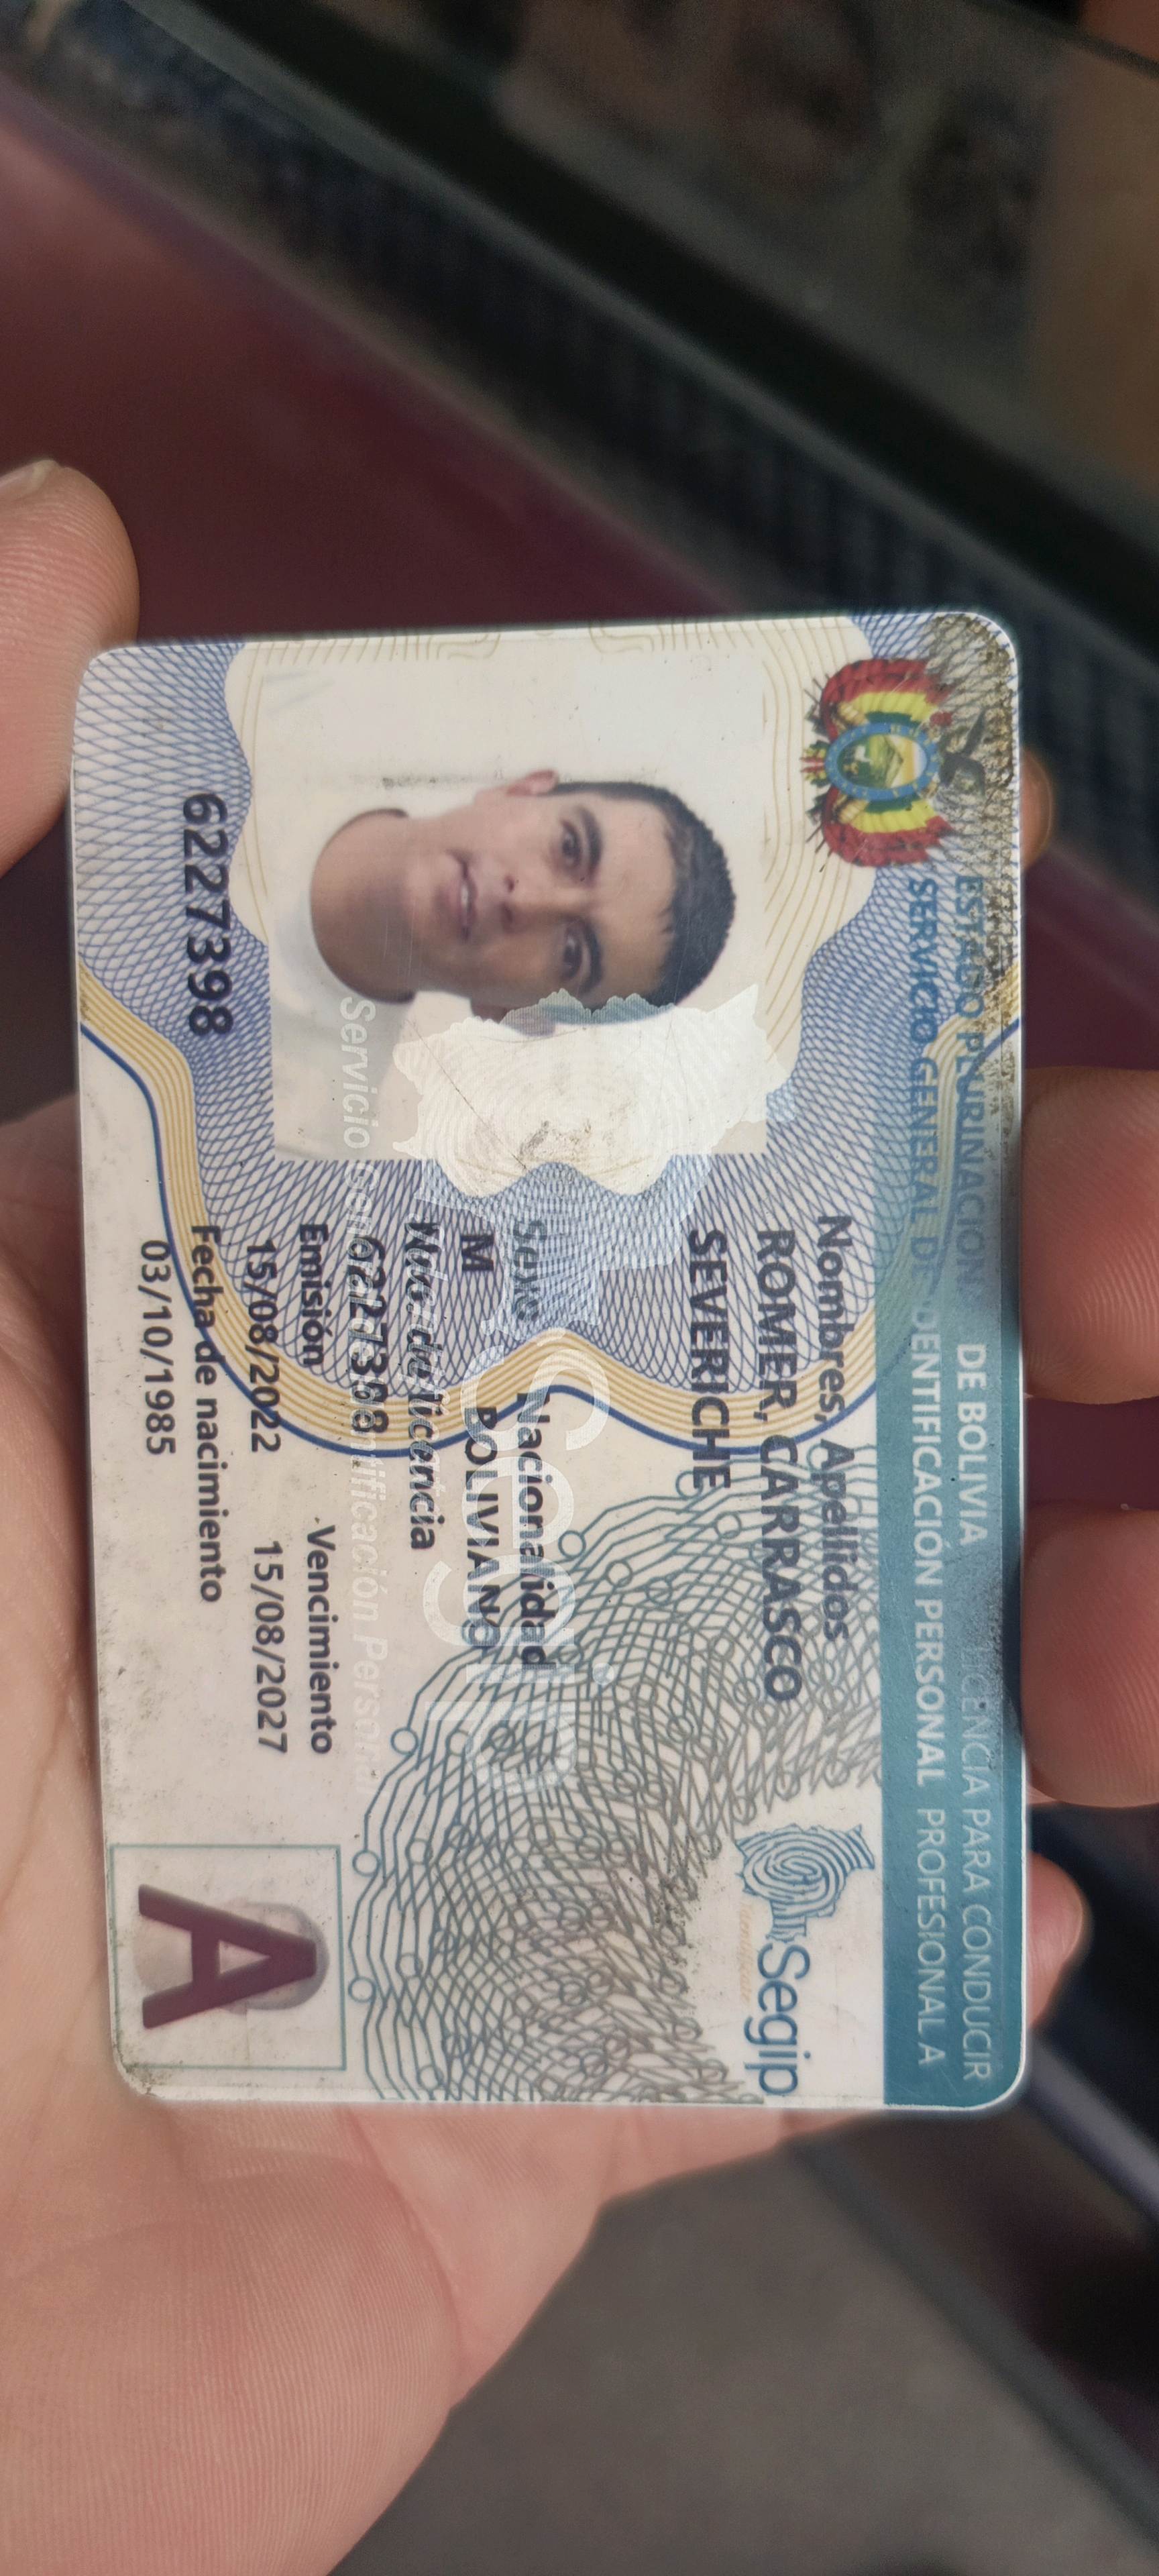 ESTADO PLURINACIONAL DE BOLIVIA LICENCIA PARA CONDUCIR
SERVICIO GENERAL DE IDENTIFICACIÓN PERSONAL PROFESIONAL A
Nombres, Apellidos
ROMER, CARRASCO
SEVERICHE
Segip
Sexo Nacionalidad
M BOLIVIANO
Segip
Nro. de licencia
6227398
Servicio General de Identificación Personal
Emisión Vencimiento
15/08/2022 15/08/2027
6227398
Fecha de nacimiento
03/10/1985
A